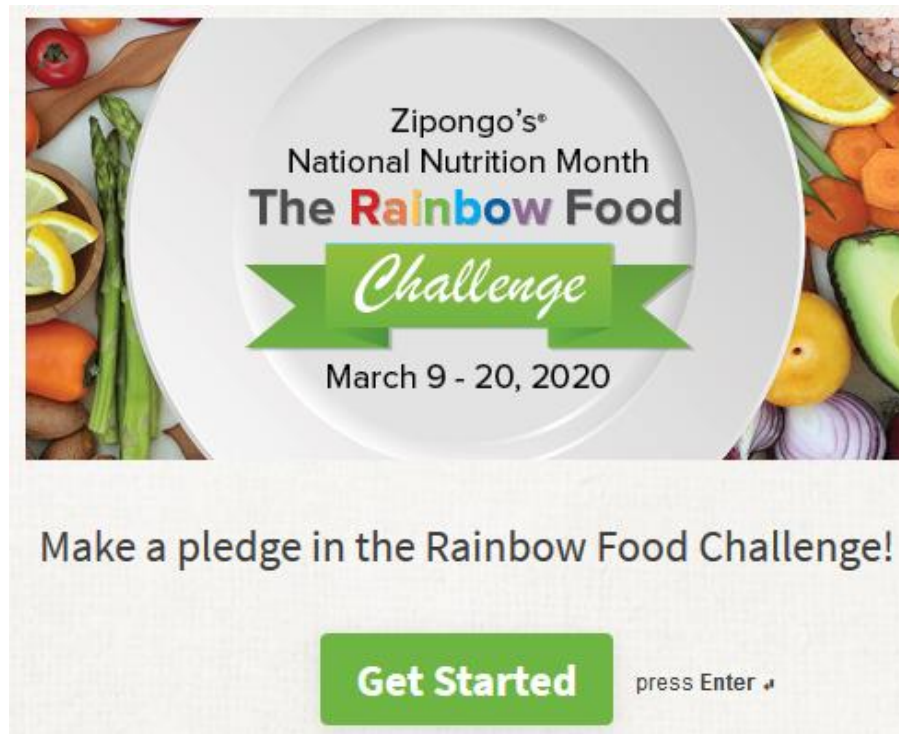 Zipongo's®
National Nutrition Month
The Rainbow Food
Challenge
March 9 - 20, 2020
Make a pledge in the Rainbow Food Challenge!
Get Started
press Enter ↵